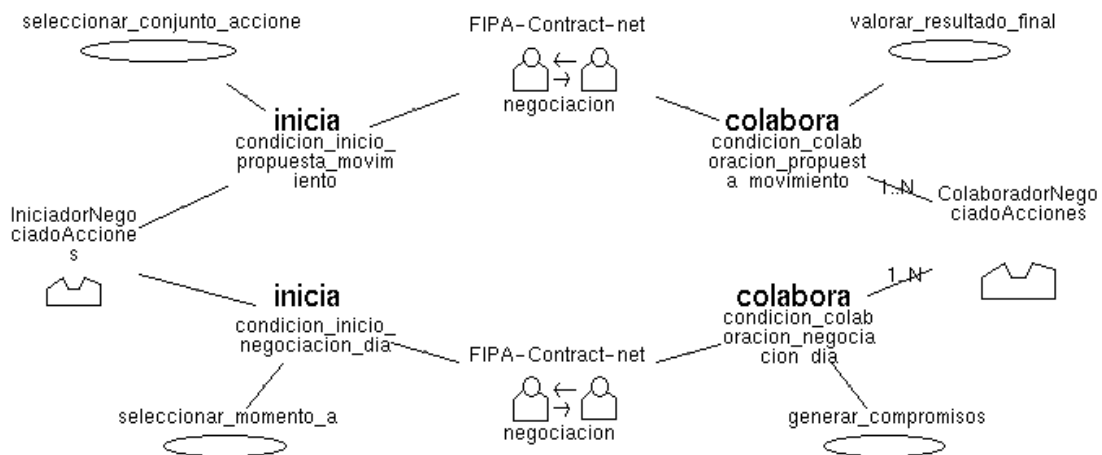 seleccionar_conjunto_accione
FIPA-Contract-net
valorar_resultado_final
negociacion
inicia
condicion_inicio_
propuesta_movim
iento
colabora
condicion_colab
oracion_propuest
a_movimiento
1..N
IniciadorNego
ciadoAccione
s
ColaboradorNego
ciadoAcciones
1..N
inicia
condicion_inicio_
negociacion_dia
colabora
condicion_colab
oracion_negocia
cion_dia
FIPA-Contract-net
seleccionar_momento_a
negociacion
generar_compromisos